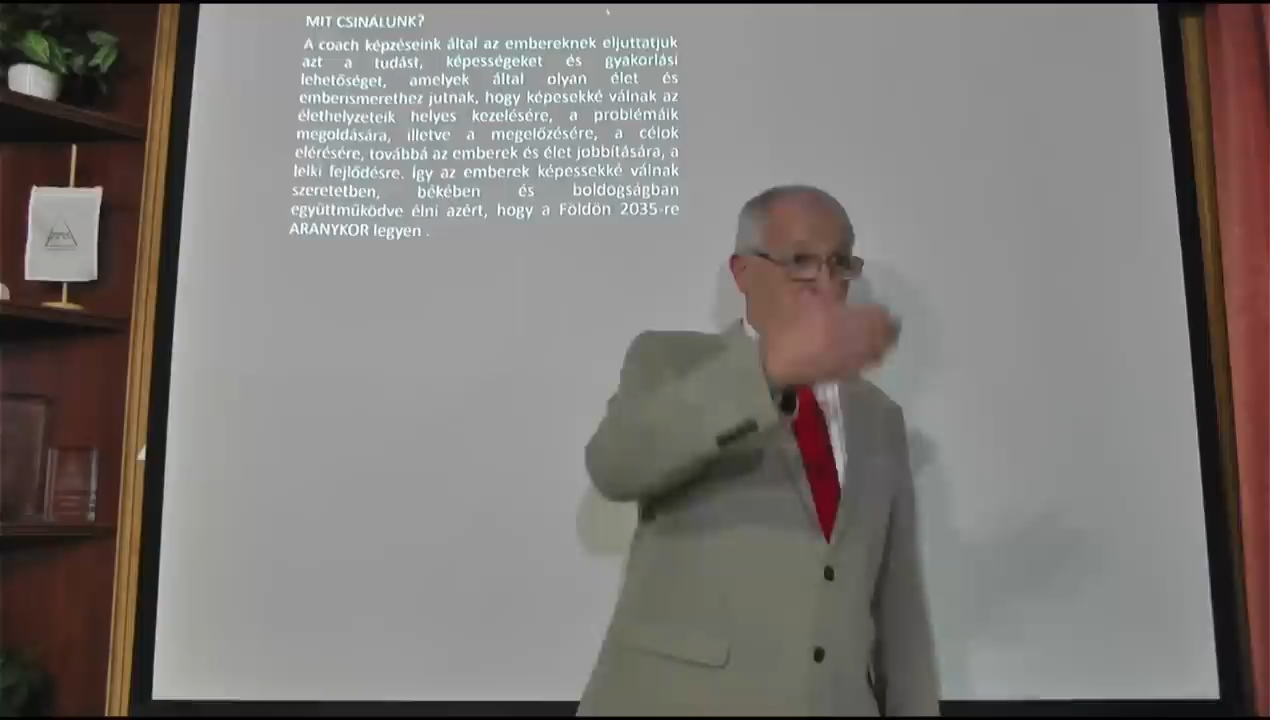 MIT CSINÁLUNK?
A coach képzéseink által az embereknek eljuttatjuk
azt a tudást, képességeket és gyakorlási
lehetőséget, amelyek által olyan élet és
emberismerethez jutnak, hogy képesekké válnak az
élethelyzeteik helyes kezelésére, a problémáik
megoldására, illetve a megelőzésére, a célok
elérésére, továbbá az emberek és élet jobbítására, a
lelki fejlődésre. Így az emberek képessekké válnak
szeretetben, békében és boldogságban
együttműködve élni azért, hogy a Földön 2035-re
ARANYKOR legyen .